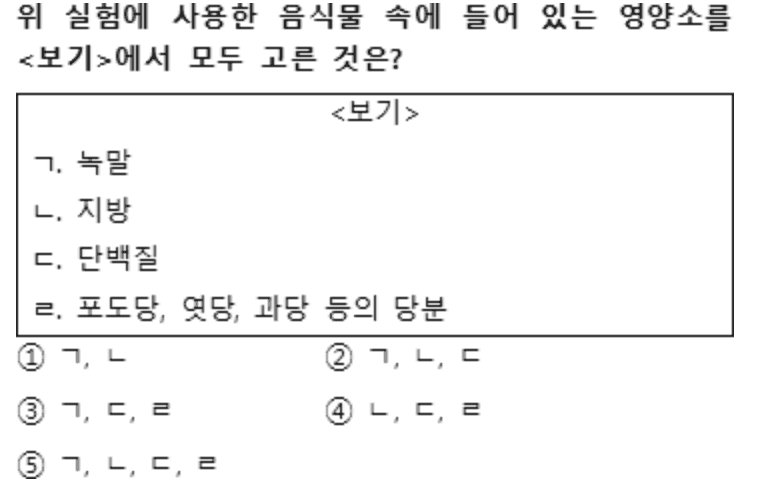 위 실험에 사용한 음식물 속에 들어 있는 영양소를
<보기>에서 모두 고른 것은?
<보기>
ㄱ. 녹말
ㄴ. 지방
ㄷ. 단백질
ㄹ. 포도당, 엿당, 과당 등의 당분
① ㄱ, ㄴ ② ㄱ, ㄴ, ㄷ
③ ㄱ, ㄷ, ㄹ ④ ㄴ, ㄷ, ㄹ
⑤ ㄱ, ㄴ, ㄷ, ㄹ